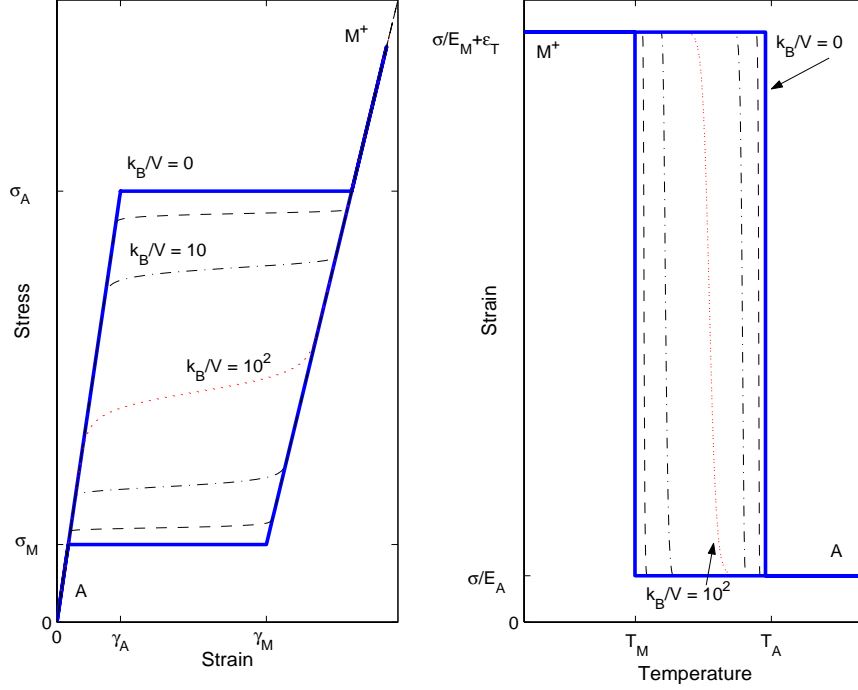 M⁺
k_B/V = 0
σ_A
k_B/V = 10
Stress
k_B/V = 10²
σ_M
A
0
γ_A
γ_M
Strain
σ/E_M+ε_T
M⁺
k_B/V = 0
Strain
A
σ/E_A
k_B/V = 10²
0
T_M
T_A
Temperature